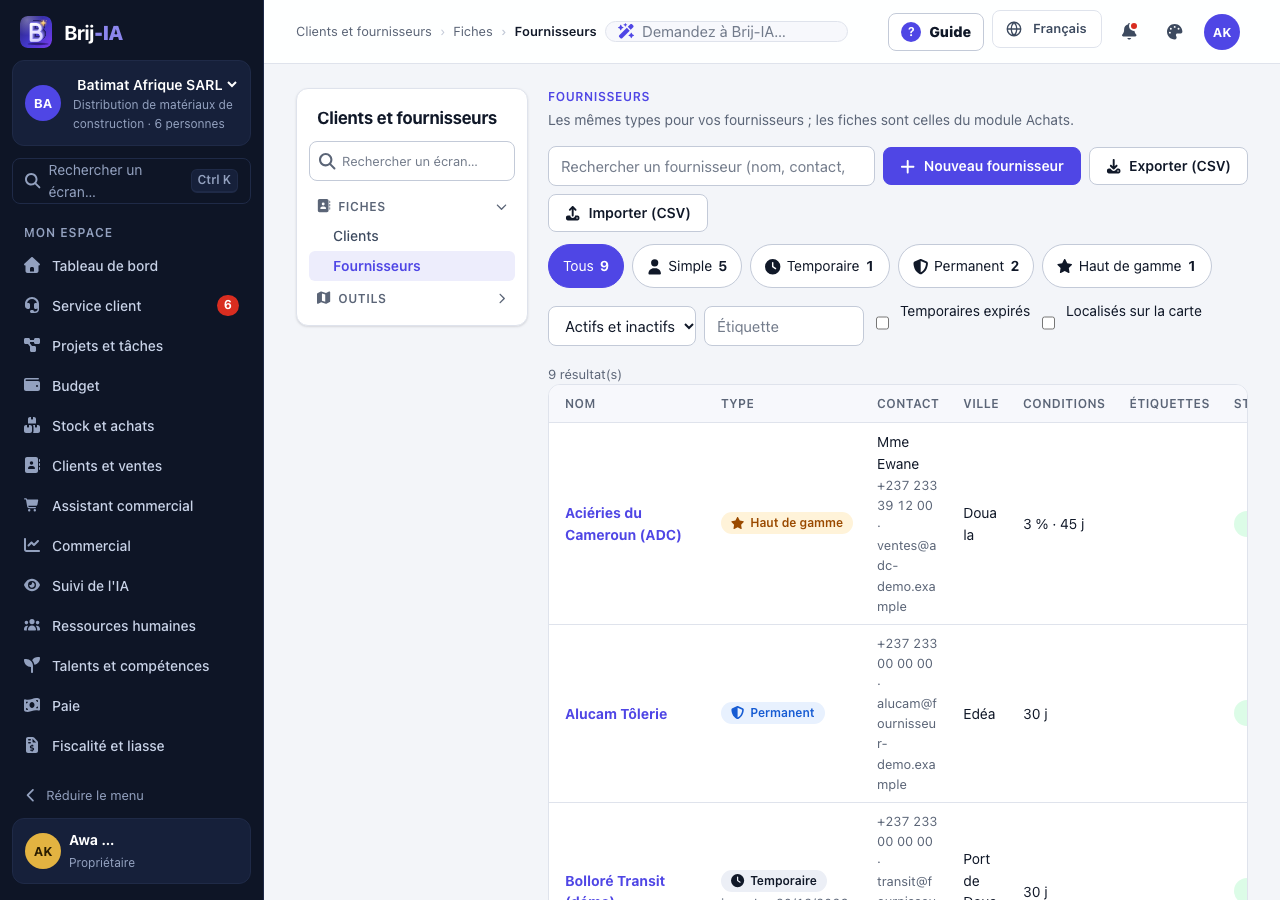 Brij-IA
BA
Batimat Afrique SARL
Distribution de matériaux de
construction · 6 personnes
Rechercher un
écran...
Ctrl K
MON ESPACE
Tableau de bord
Service client
6
Projets et tâches
Budget
Stock et achats
Clients et ventes
Assistant commercial
Commercial
Suivi de l'IA
Ressources humaines
Talents et compétences
Paie
Fiscalité et liasse
Réduire le menu
AK
Awa ...
Propriétaire
Clients et fournisseurs › Fiches › Fournisseurs
Demandez à Brij-IA...
? Guide
Français
AK
Clients et fournisseurs
Rechercher un écran...
FICHES
Clients
Fournisseurs
OUTILS
FOURNISSEURS
Les mêmes types pour vos fournisseurs ; les fiches sont celles du module Achats.
Rechercher un fournisseur (nom, contact,
Nouveau fournisseur
Exporter (CSV)
Importer (CSV)
Tous 9
Simple 5
Temporaire 1
Permanent 2
Haut de gamme 1
Actifs et inactifs
Étiquette
Temporaires expirés
Localisés sur la carte
9 résultat(s)
NOM TYPE CONTACT VILLE CONDITIONS ÉTIQUETTES ST
Aciéries du
Cameroun (ADC)
Haut de gamme
Mme
Ewane
+237 233
39 12 00
·
ventes@a
dc-
demo.exa
mple
Doua
la
3 % · 45 j
Alucam Tôlerie
Permanent
+237 233
00 00 00
·
alucam@f
ournisseu
r-
demo.exa
mple
Edéa
30 j
Bolloré Transit
Temporaire
+237 233
00 00 00
·
transit@f
Port
de
30 j